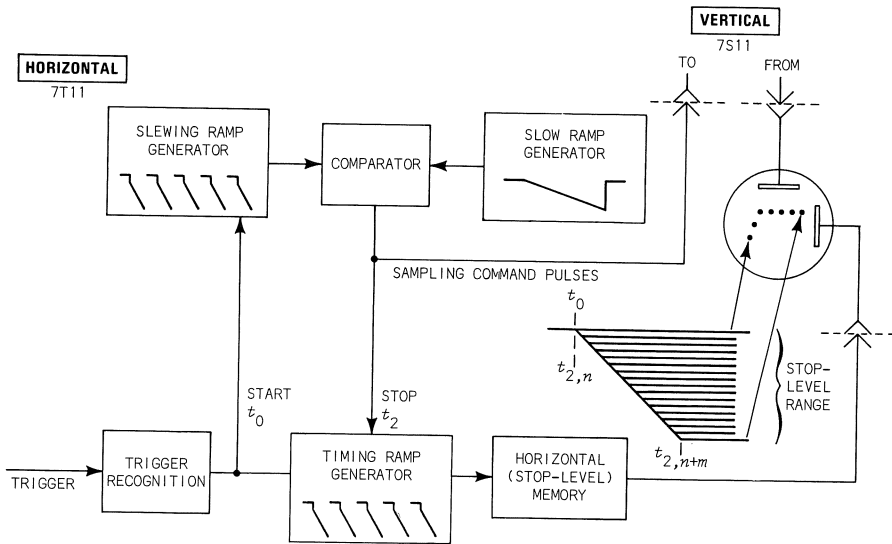 VERTICAL
7S11
HORIZONTAL
7T11
TO
FROM
SLEWING RAMP
GENERATOR
COMPARATOR
SLOW RAMP
GENERATOR
SAMPLING COMMAND PULSES
t0
t2,n
STOP-
LEVEL
RANGE
t2,n+m
START
t0
STOP
t2
TRIGGER
TRIGGER
RECOGNITION
TIMING RAMP
GENERATOR
HORIZONTAL
(STOP-LEVEL)
MEMORY